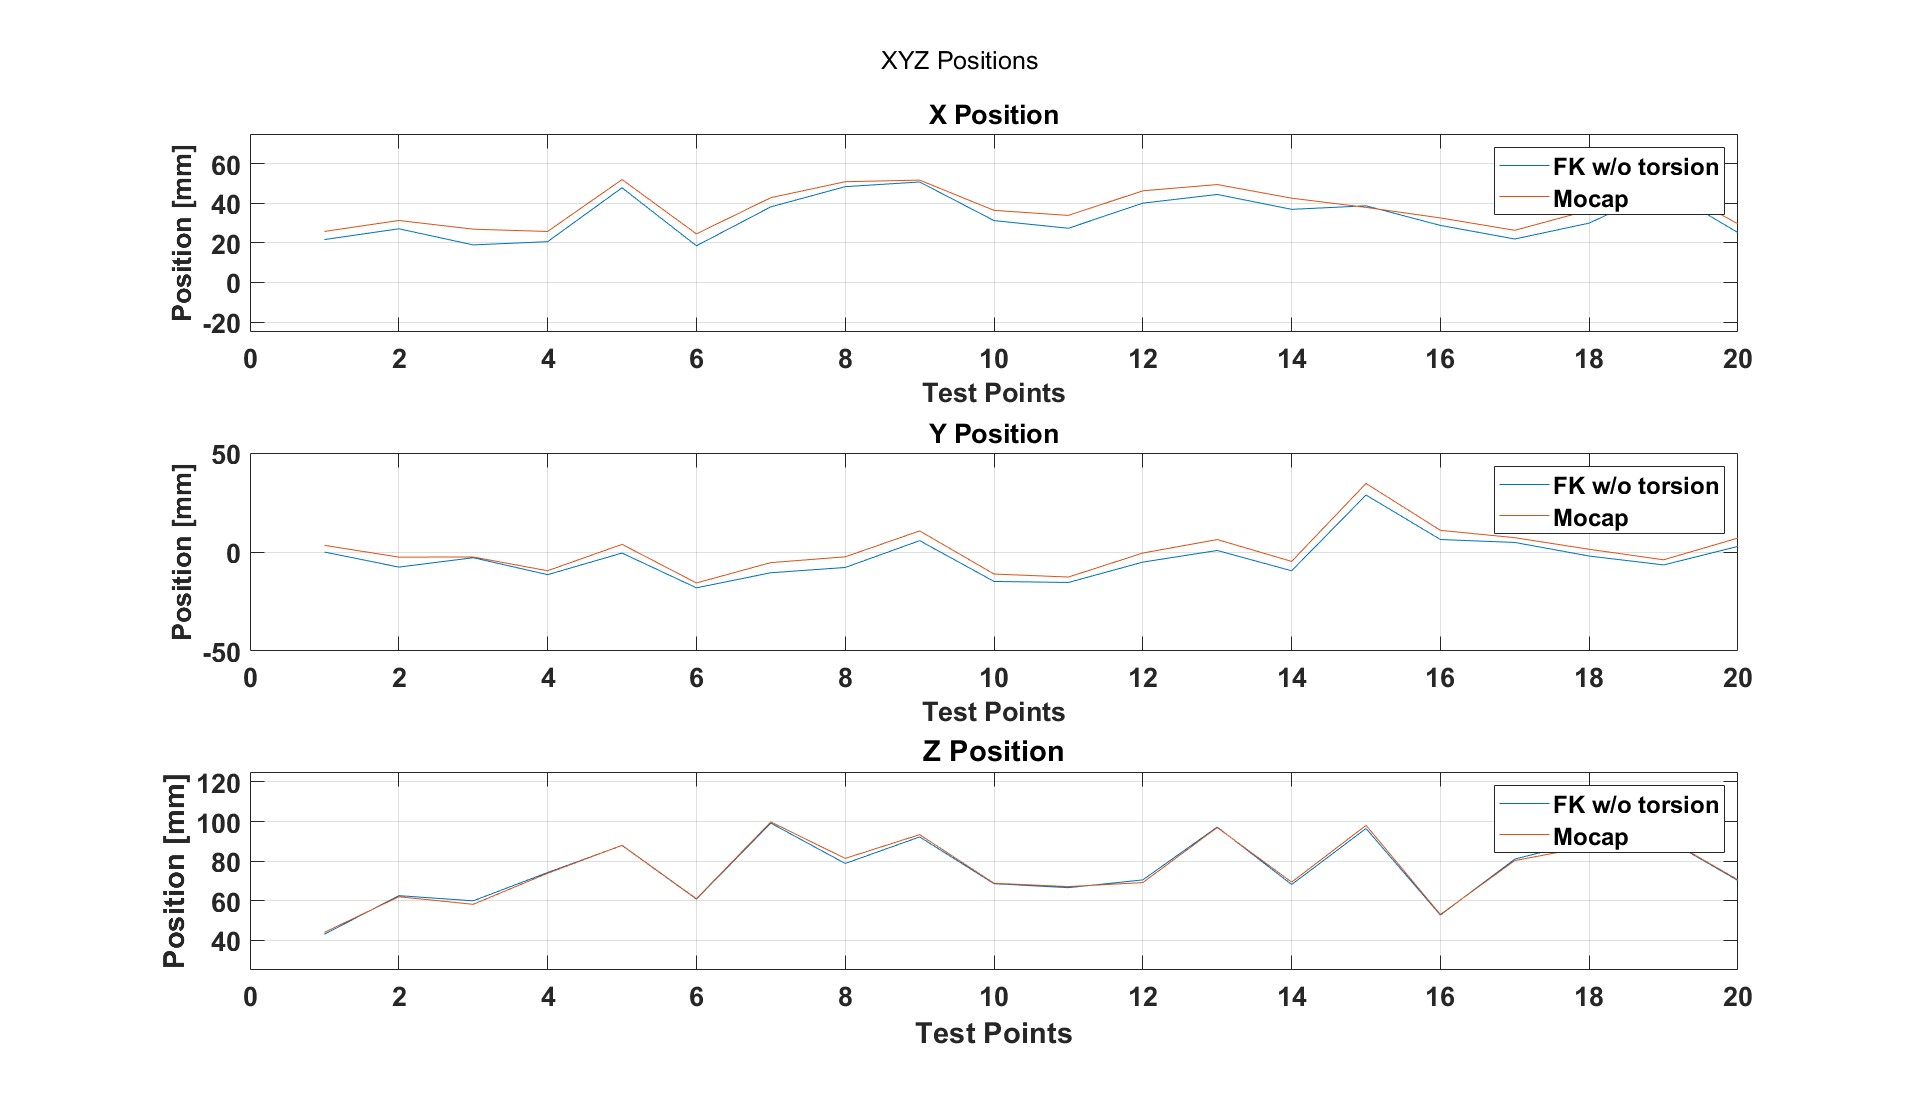 XYZ Positions
X Position
Position [mm]
60
40
20
0
-20
FK w/o torsion
Mocap
0 2 4 6 8 10 12 14 16 18 20
Test Points
Y Position
Position [mm]
50
0
-50
FK w/o torsion
Mocap
0 2 4 6 8 10 12 14 16 18 20
Test Points
Z Position
Position [mm]
120
100
80
60
40
FK w/o torsion
Mocap
0 2 4 6 8 10 12 14 16 18 20
Test Points